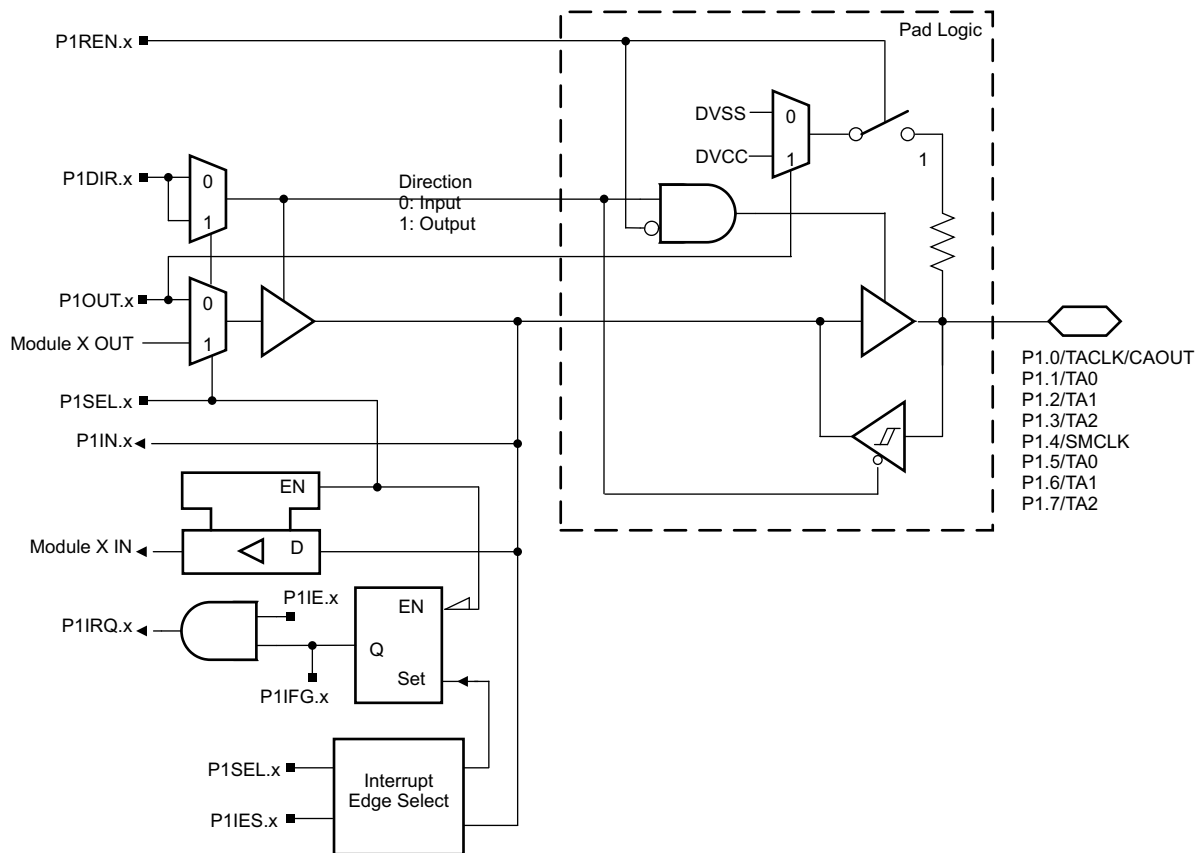 Pad Logic
P1REN.x
DVSS
0
DVCC
1
1
P1DIR.x
0
1
Direction
0: Input
1: Output
P1OUT.x
0
Module X OUT
1
P1SEL.x
P1IN.x
EN
Module X IN
D
P1.0/TACLK/CAOUT
P1.1/TA0
P1.2/TA1
P1.3/TA2
P1.4/SMCLK
P1.5/TA0
P1.6/TA1
P1.7/TA2
P1IE.x
EN
P1IRQ.x
Q
Set
P1IFG.x
P1SEL.x
Interrupt
Edge Select
P1IES.x